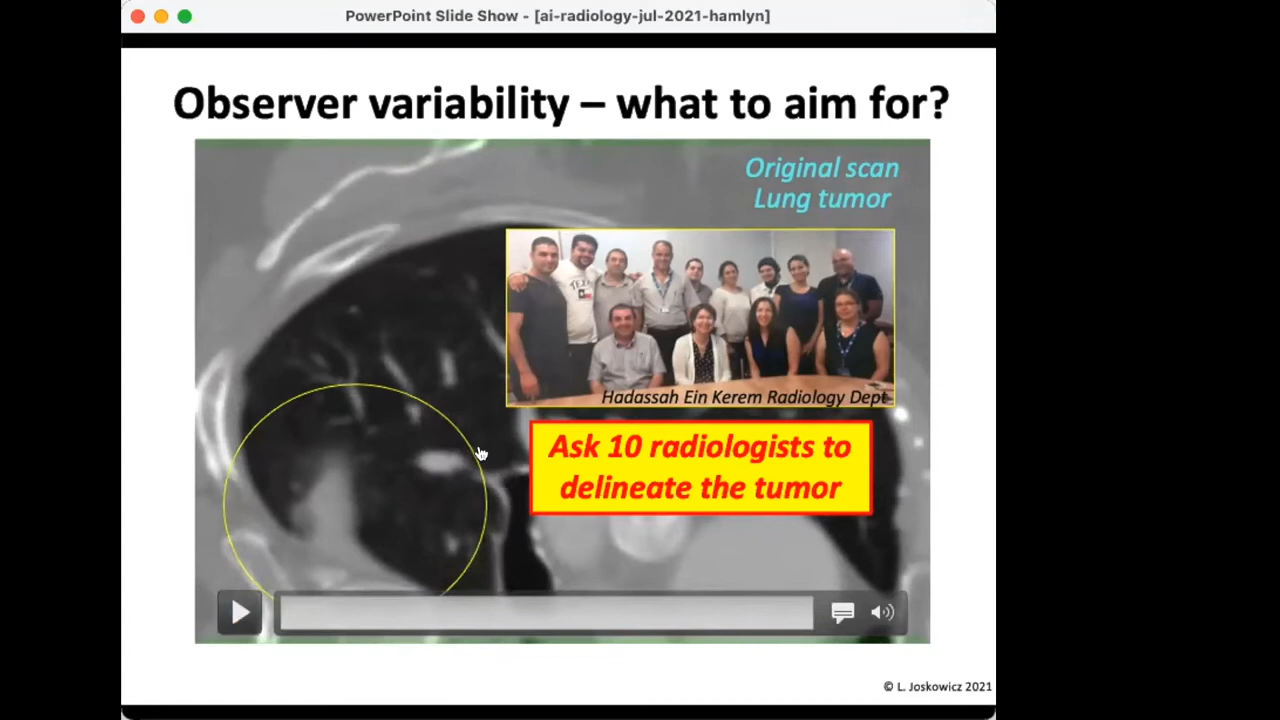 PowerPoint Slide Show - [ai-radiology-jul-2021-hamlyn]
Observer variability – what to aim for?
Original scan
Lung tumor
TEXAS
Hadassah Ein Kerem Radiology Dept
Ask 10 radiologists to
delineate the tumor
© L. Joskowicz 2021